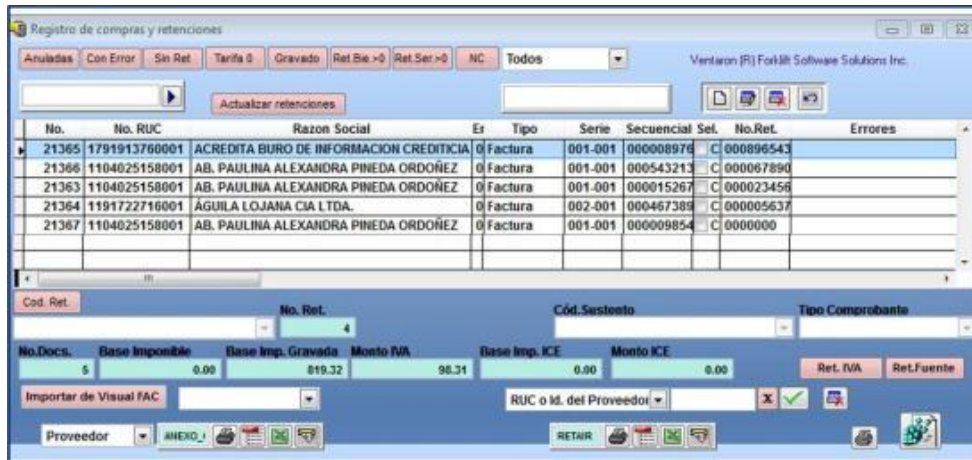 Registro de compras y retenciones
Anuladas Con Error Sin Ret Tarifa 0 Gravado Ret.Bie.>0 Ret.Ser.>0 NC Todos Ventaron (R) Forklift Software Solutions Inc.
Actualizar retenciones
No. No. RUC Razon Social Er Tipo Serie Secuencial Sel. No.Ret. Errores
21365 1791913760001 ACREDITA BURO DE INFORMACION CREDITICIA 0 Factura 001-001 000008976 C 000896543
21366 1104025158001 AB. PAULINA ALEXANDRA PINEDA ORDOÑEZ 0 Factura 001-001 000543213 C 000067890
21363 1104025158001 AB. PAULINA ALEXANDRA PINEDA ORDOÑEZ 0 Factura 001-001 000015267 C 000023456
21364 1191722716001 ÁGUILA LOJANA CIA LTDA. 0 Factura 002-001 000467389 C 000005637
21367 1104025158001 AB. PAULINA ALEXANDRA PINEDA ORDOÑEZ 0 Factura 001-001 000009854 C 0000000
Cod. Ret. No. Ret. Cód.Sustento Tipo Comprobante
4
No.Docs. Base Imponible Base Imp. Gravada Monto IVA Base Imp. ICE Monto ICE
5 0.00 819.32 98.31 0.00 0.00 Ret. IVA Ret.Fuente
Importar de Visual FAC RUC o Id. del Proveedor X
Proveedor ANEXO_ RETAIR